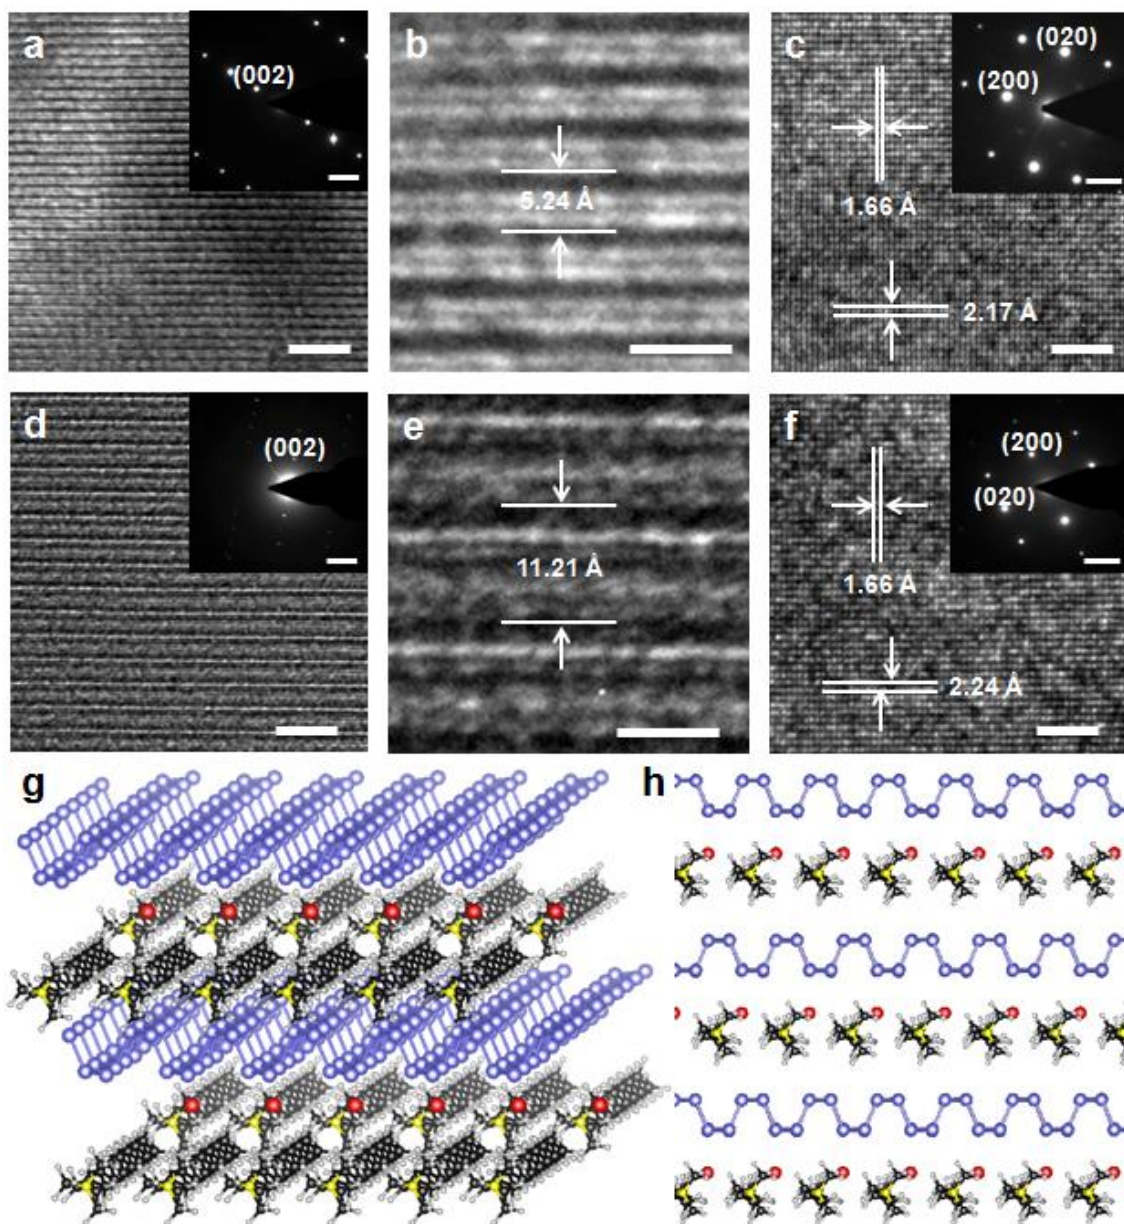 a
(002)
b
5.24 Å
c
(020)
(200)
1.66 Å
2.17 Å
d
(002)
e
11.21 Å
f
(200)
(020)
1.66 Å
2.24 Å
g
h